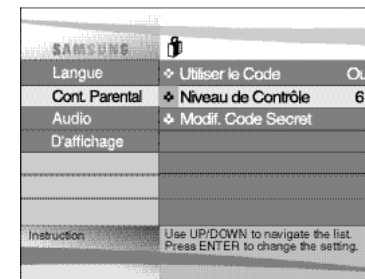 SAMSUNG
Langue
Utiliser le Code Ou
Cont. Parental
Niveau de Contrôle 6
Audio
Modif. Code Secret
D'affichage
Instruction
Use UP/DOWN to navigate the list.
Press ENTER to change the setting.